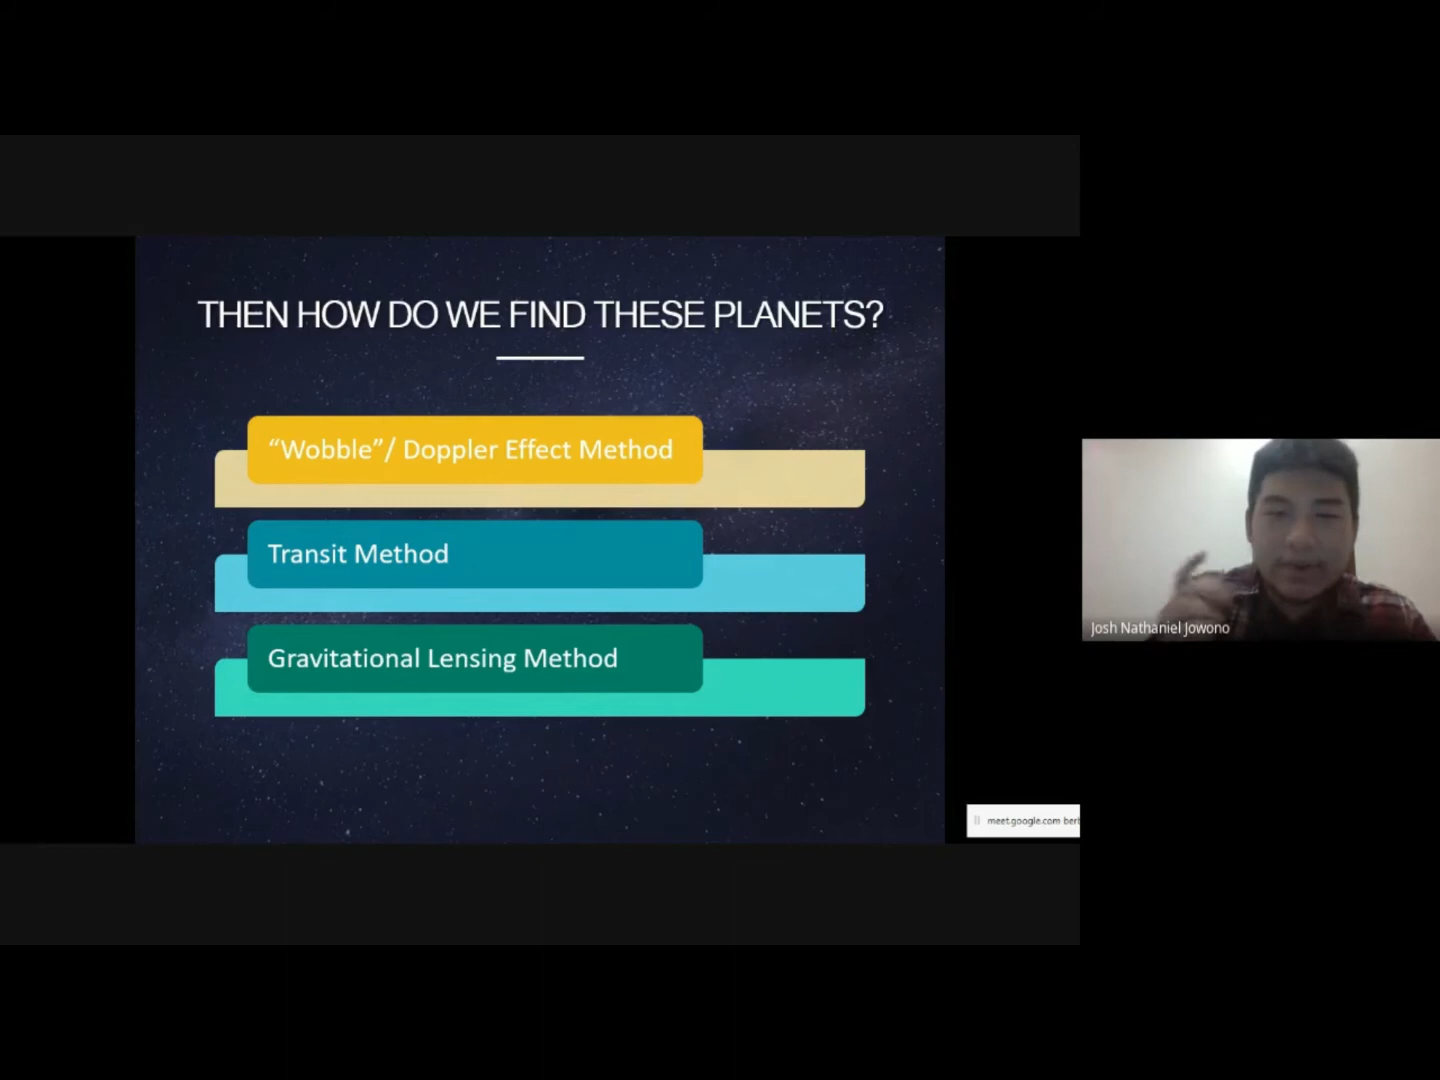 THEN HOW DO WE FIND THESE PLANETS?
“Wobble”/ Doppler Effect Method
Transit Method
Gravitational Lensing Method
Josh Nathaniel Jowono
meet.google.com berb